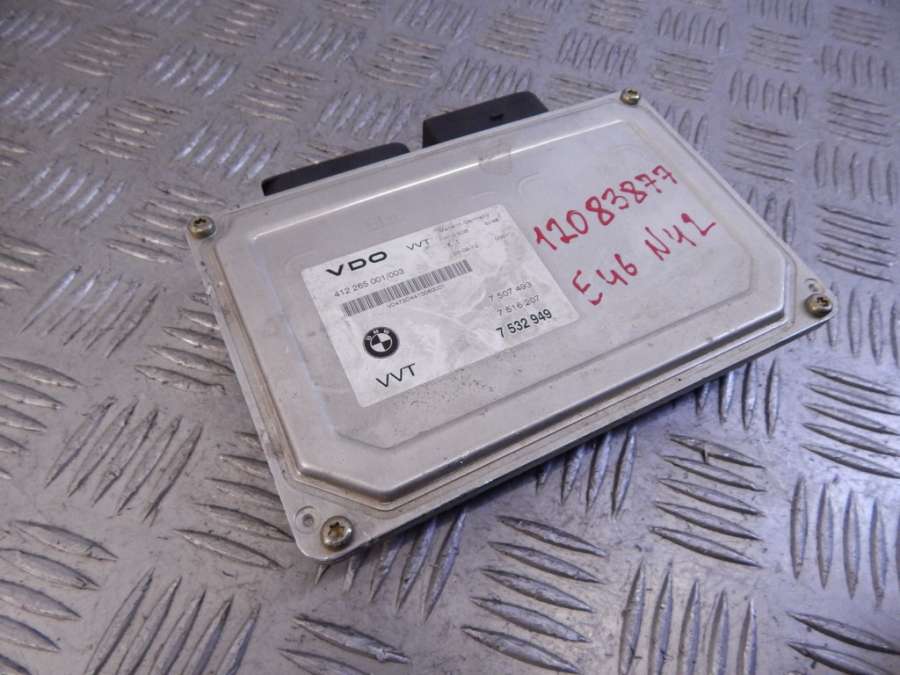 VDO VVT
412 265 001/003
7 507 493
7 516 207
7 532 949
BMW
VVT
12083877
E46 N42